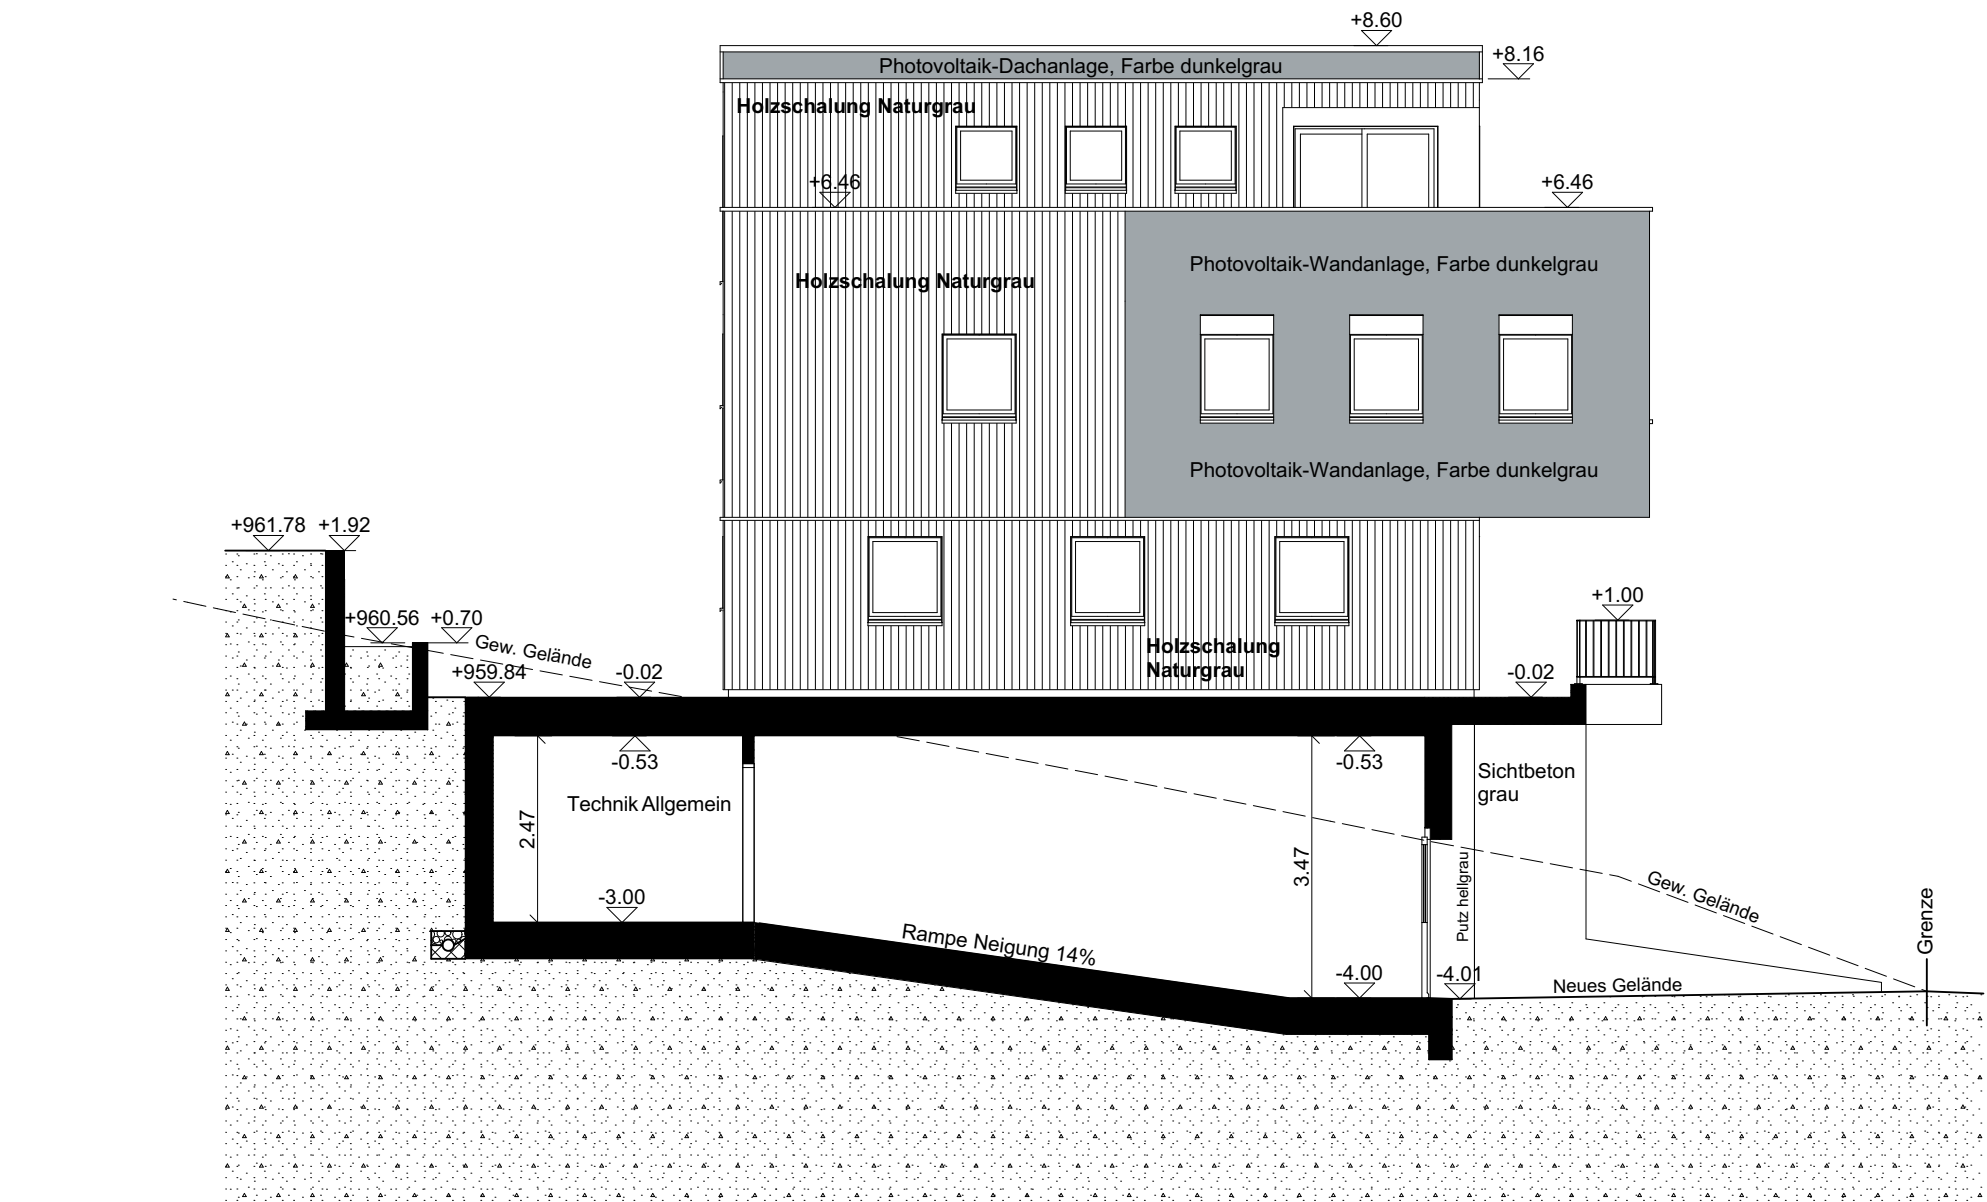 +8.60
+8.16
Photovoltaik-Dachanlage, Farbe dunkelgrau
Holzschalung Naturgrau
+6.46
+6.46
Photovoltaik-Wandanlage, Farbe dunkelgrau
Holzschalung Naturgrau
Photovoltaik-Wandanlage, Farbe dunkelgrau
+961.78
+1.92
+960.56
+0.70
Gew. Gelände
+959.84
-0.02
Holzschalung
Naturgrau
-0.02
+1.00
-0.53
-0.53
Technik Allgemein
Sichtbeton
grau
2.47
3.47
-3.00
Putz hellgrau
Gew. Gelände
Grenze
Rampe Neigung 14%
-4.00
-4.01
Neues Gelände